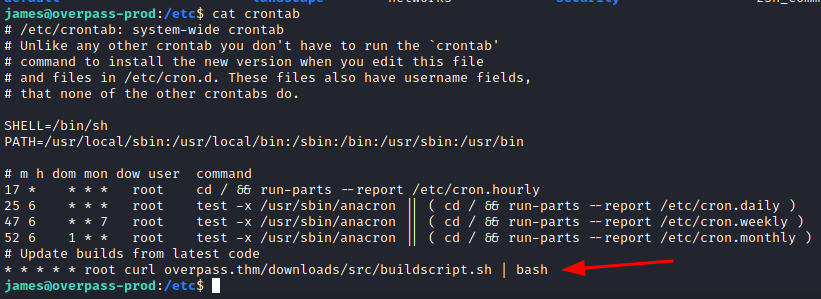 james@overpass-prod:/etc$ cat crontab
# /etc/crontab: system-wide crontab
# Unlike any other crontab you don't have to run the `crontab'
# command to install the new version when you edit this file
# and files in /etc/cron.d. These files also have username fields,
# that none of the other crontabs do.
SHELL=/bin/sh
PATH=/usr/local/sbin:/usr/local/bin:/sbin:/bin:/usr/sbin:/usr/bin
# m h dom mon dow user  command
17 *    * * *   root    cd / && run-parts --report /etc/cron.hourly
25 6    * * *   root    test -x /usr/sbin/anacron || ( cd / && run-parts --report /etc/cron.daily )
47 6    * * 7   root    test -x /usr/sbin/anacron || ( cd / && run-parts --report /etc/cron.weekly )
52 6    1 * *   root    test -x /usr/sbin/anacron || ( cd / && run-parts --report /etc/cron.monthly )
# Update builds from latest code
* * * * * root curl overpass.thm/downloads/src/buildscript.sh | bash
james@overpass-prod:/etc$